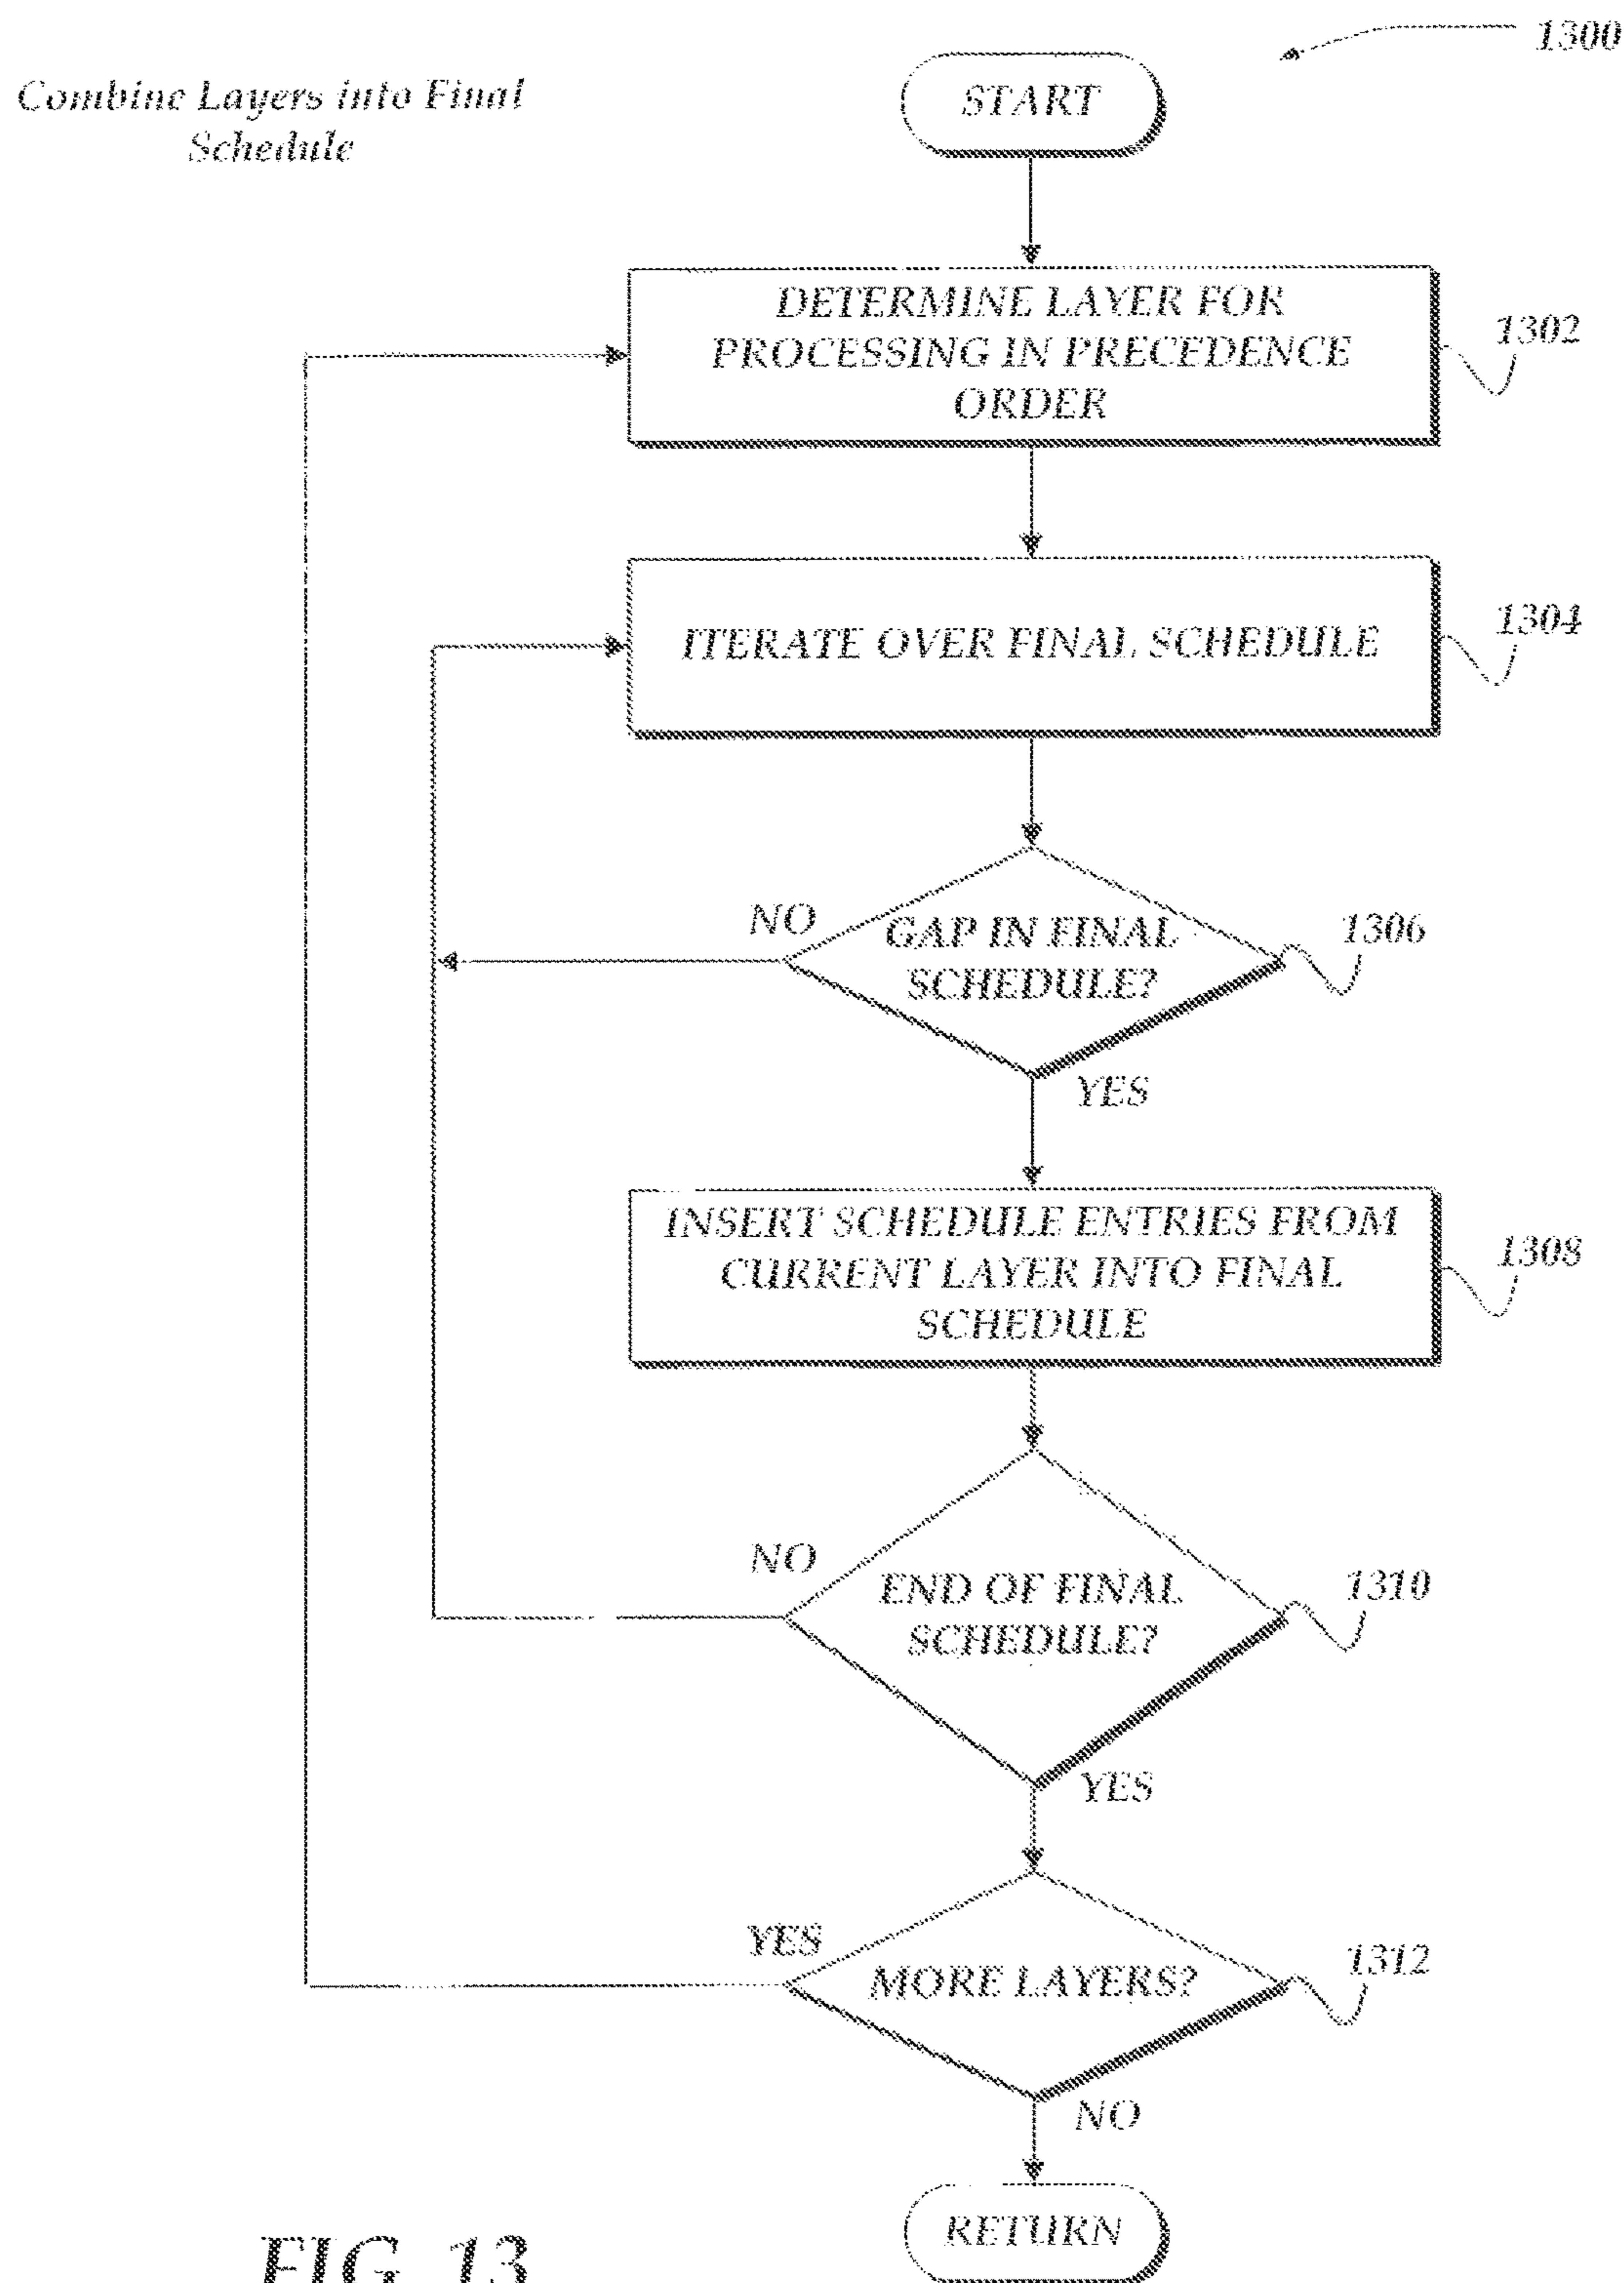 1300
Combine Layers into Final
Schedule
START
DETERMINE LAYER FOR
PROCESSING IN PRECEDENCE
ORDER
1302
ITERATE OVER FINAL SCHEDULE
1304
NO
GAP IN FINAL
SCHEDULE?
1306
YES
INSERT SCHEDULE ENTRIES FROM
CURRENT LAYER INTO FINAL
SCHEDULE
1308
NO
END OF FINAL
SCHEDULE?
1310
YES
YES
MORE LAYERS?
1312
NO
RETURN
FIG. 13